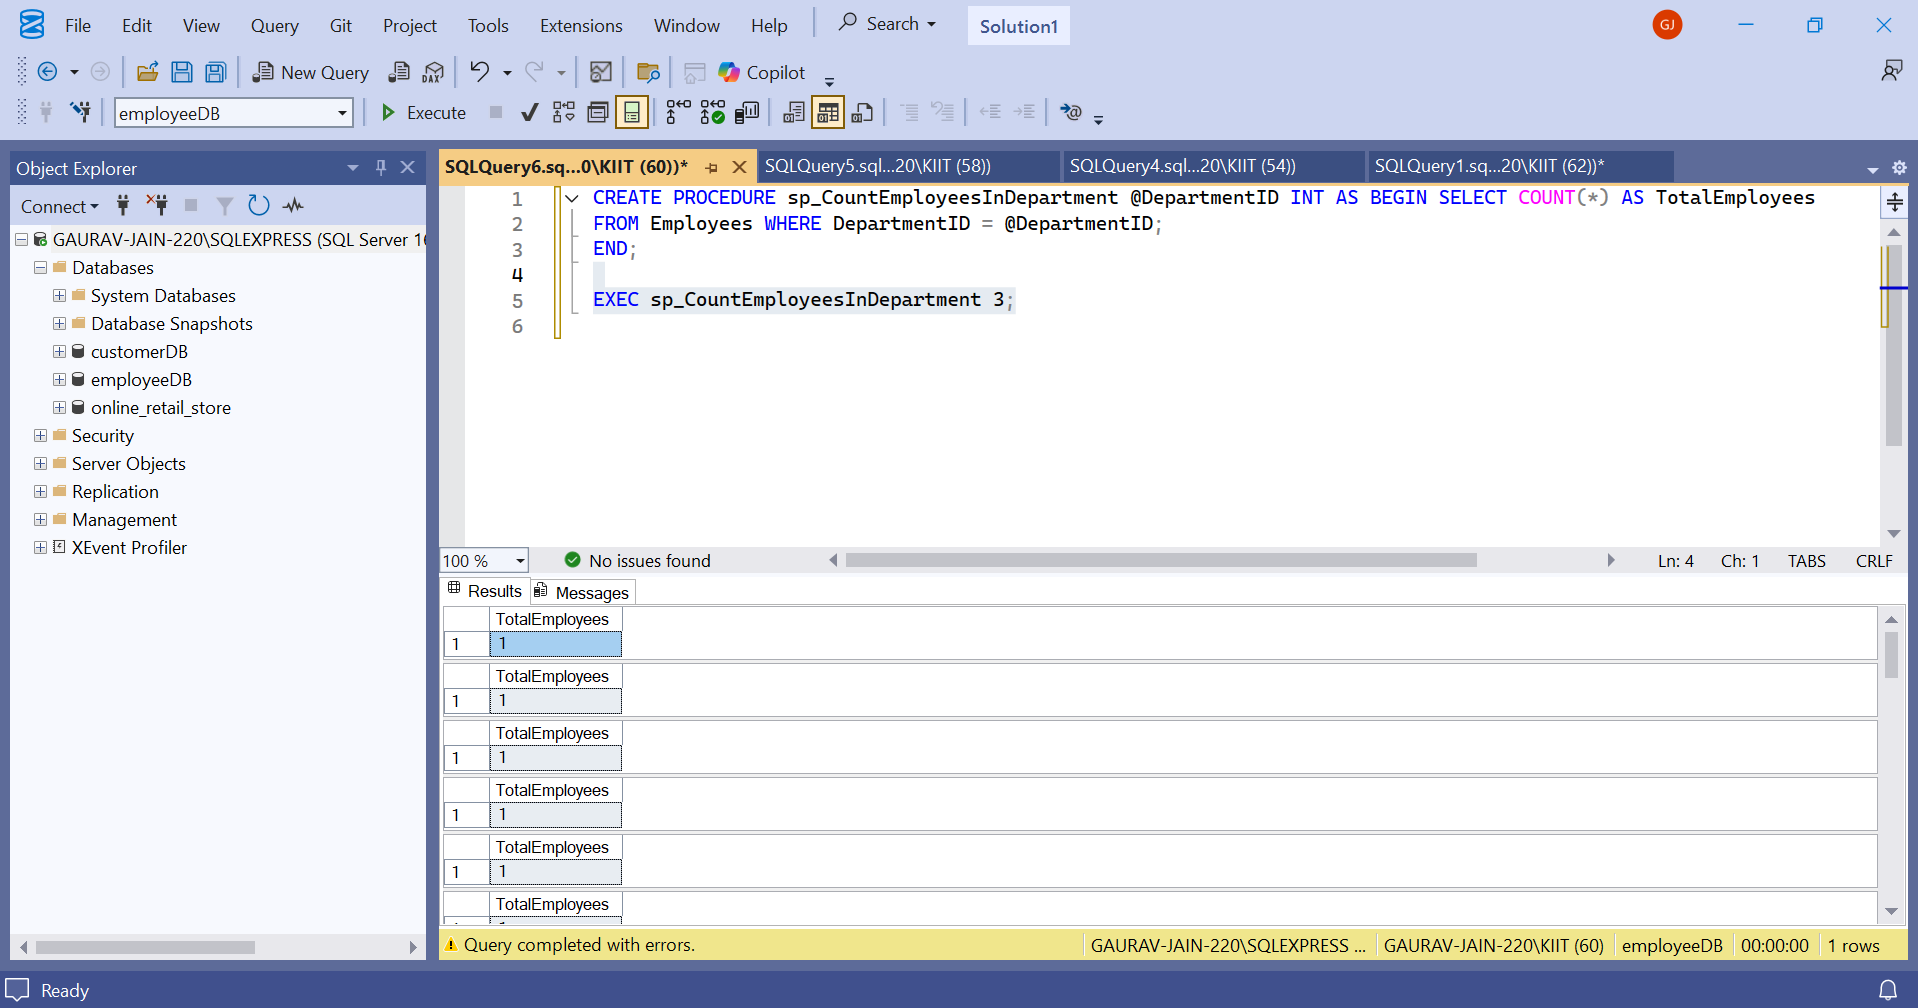 File Edit View Query Git Project Tools Extensions Window Help Search Solution1 GJ
New Query DAX Copilot
employeeDB Execute
Object Explorer
Connect
GAURAV-JAIN-220\SQLEXPRESS (SQL Server 16
Databases
System Databases
Database Snapshots
customerDB
employeeDB
online_retail_store
Security
Server Objects
Replication
Management
XEvent Profiler
SQLQuery6.sq...0\KIIT (60))* SQLQuery5.sql...20\KIIT (58)) SQLQuery4.sql...20\KIIT (54)) SQLQuery1.sq...20\KIIT (62))*
1 CREATE PROCEDURE sp_CountEmployeesInDepartment @DepartmentID INT AS BEGIN SELECT COUNT(*) AS TotalEmployees
2 FROM Employees WHERE DepartmentID = @DepartmentID;
3 END;
4
5 EXEC sp_CountEmployeesInDepartment 3;
6
100 % No issues found Ln: 4 Ch: 1 TABS CRLF
Results Messages
TotalEmployees
1 1
TotalEmployees
1 1
TotalEmployees
1 1
TotalEmployees
1 1
TotalEmployees
1 1
TotalEmployees
Query completed with errors. GAURAV-JAIN-220\SQLEXPRESS ... GAURAV-JAIN-220\KIIT (60) employeeDB 00:00:00 1 rows
Ready